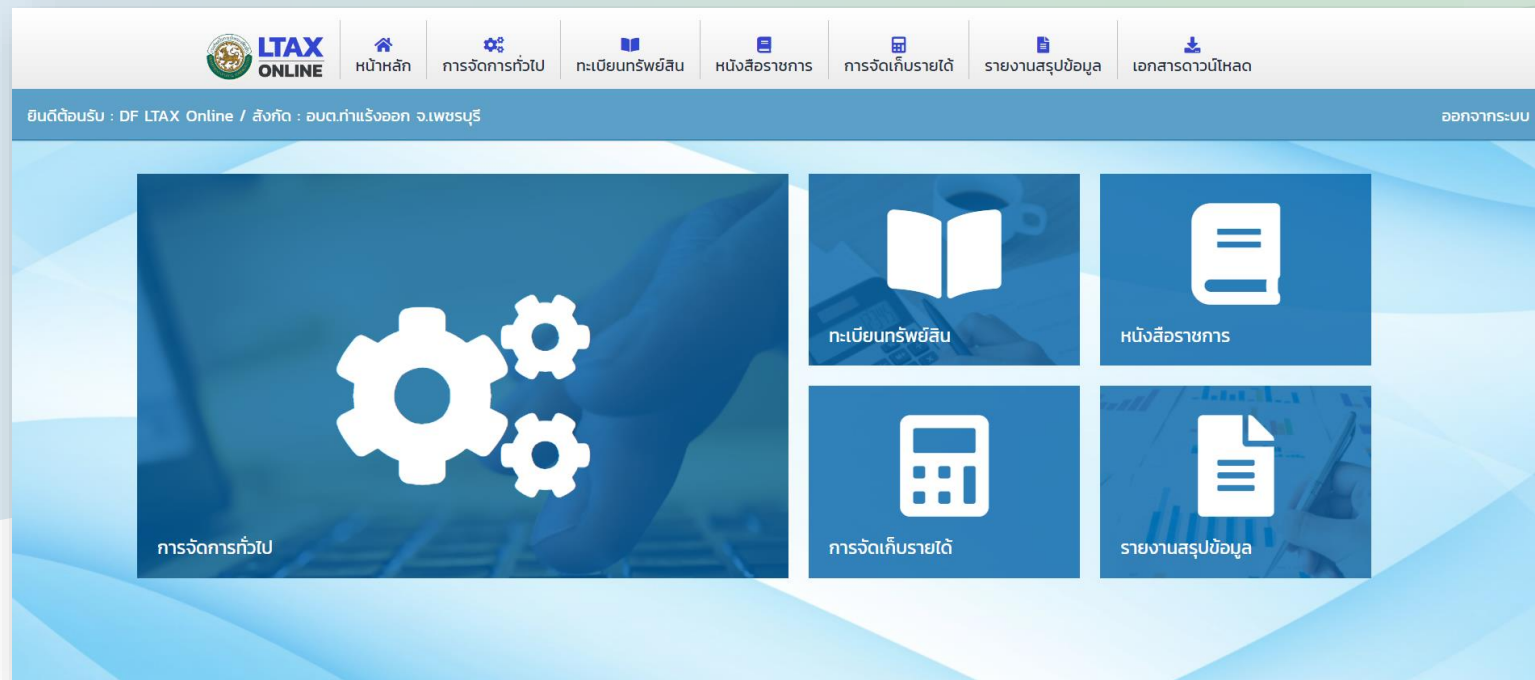 LTAX
ONLINE
หน้าหลัก
การจัดการทั่วไป
ทะเบียนทรัพย์สิน
หนังสือราชการ
การจัดเก็บรายได้
รายงานสรุปข้อมูล
เอกสารดาวน์โหลด
ยินดีต้อนรับ : DF LTAX Online / สังกัด : อบต.ท่าแร้งออก จ.เพชรบุรี
ออกจากระบบ
ทะเบียนทรัพย์สิน
หนังสือราชการ
การจัดการทั่วไป
การจัดเก็บรายได้
รายงานสรุปข้อมูล